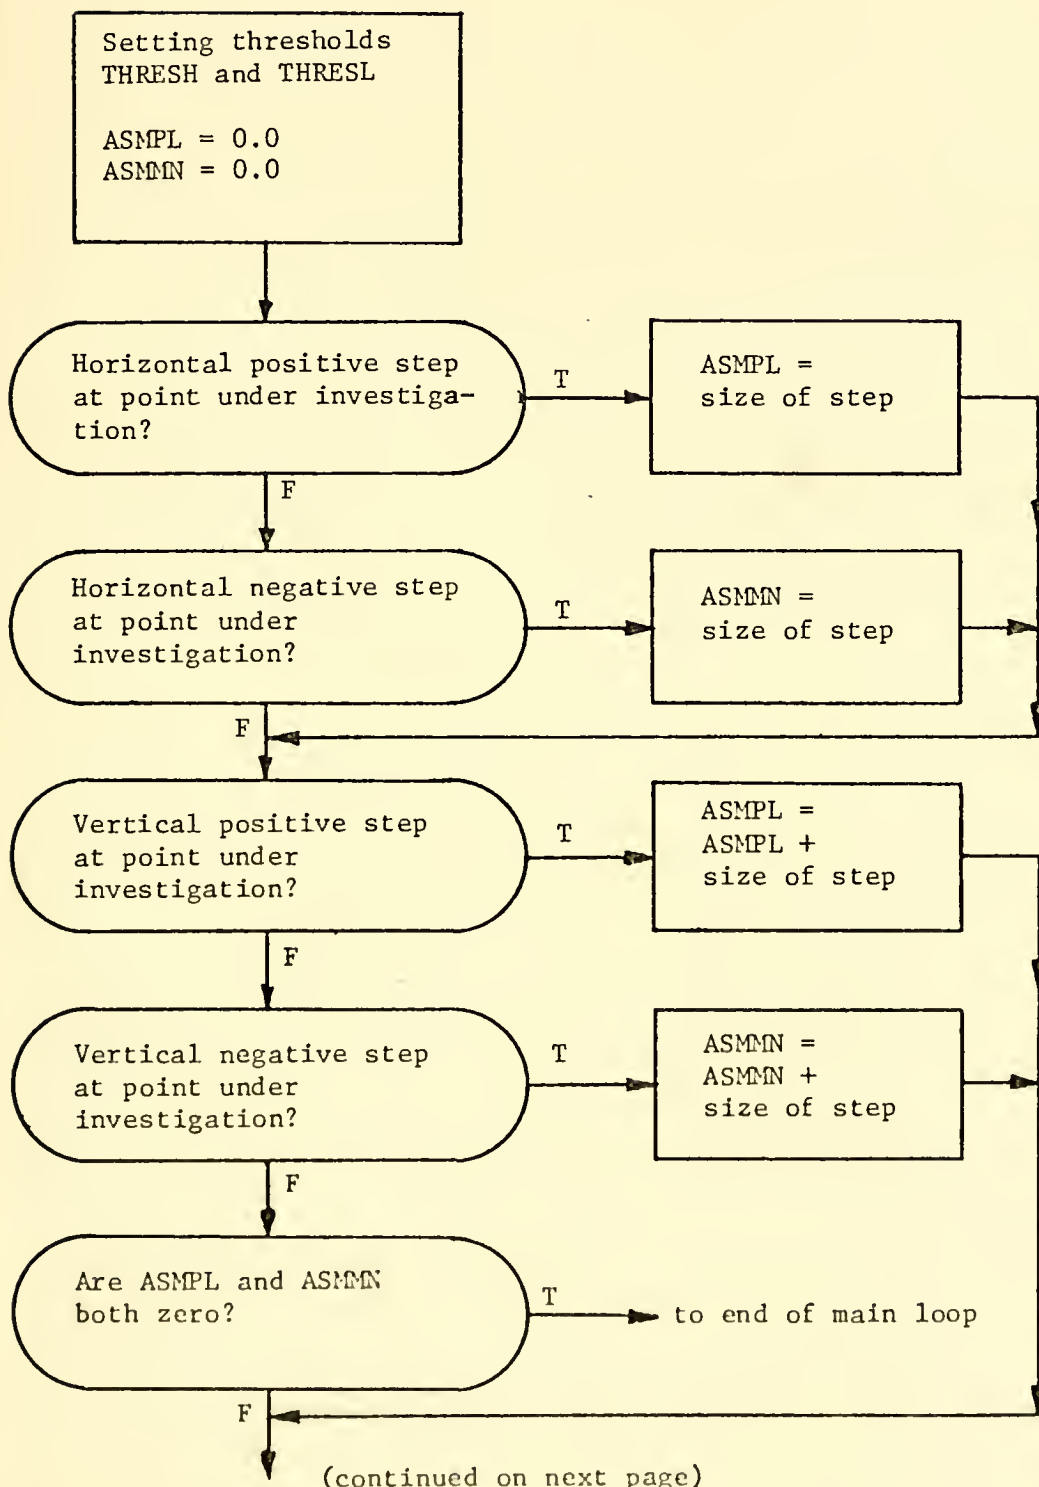 Setting thresholds
THRESH and THRESL
ASMPL = 0.0
ASMMN = 0.0
Horizontal positive step
at point under investiga-
tion?
T
ASMPL =
size of step
F
Horizontal negative step
at point under
investigation?
T
ASMMN =
size of step
F
Vertical positive step
at point under
investigation?
T
ASMPL =
ASMPL +
size of step
F
Vertical negative step
at point under
investigation?
T
ASMMN =
ASMMN +
size of step
F
Are ASMPL and ASMMN
both zero?
T
to end of main loop
F
(continued on next page)